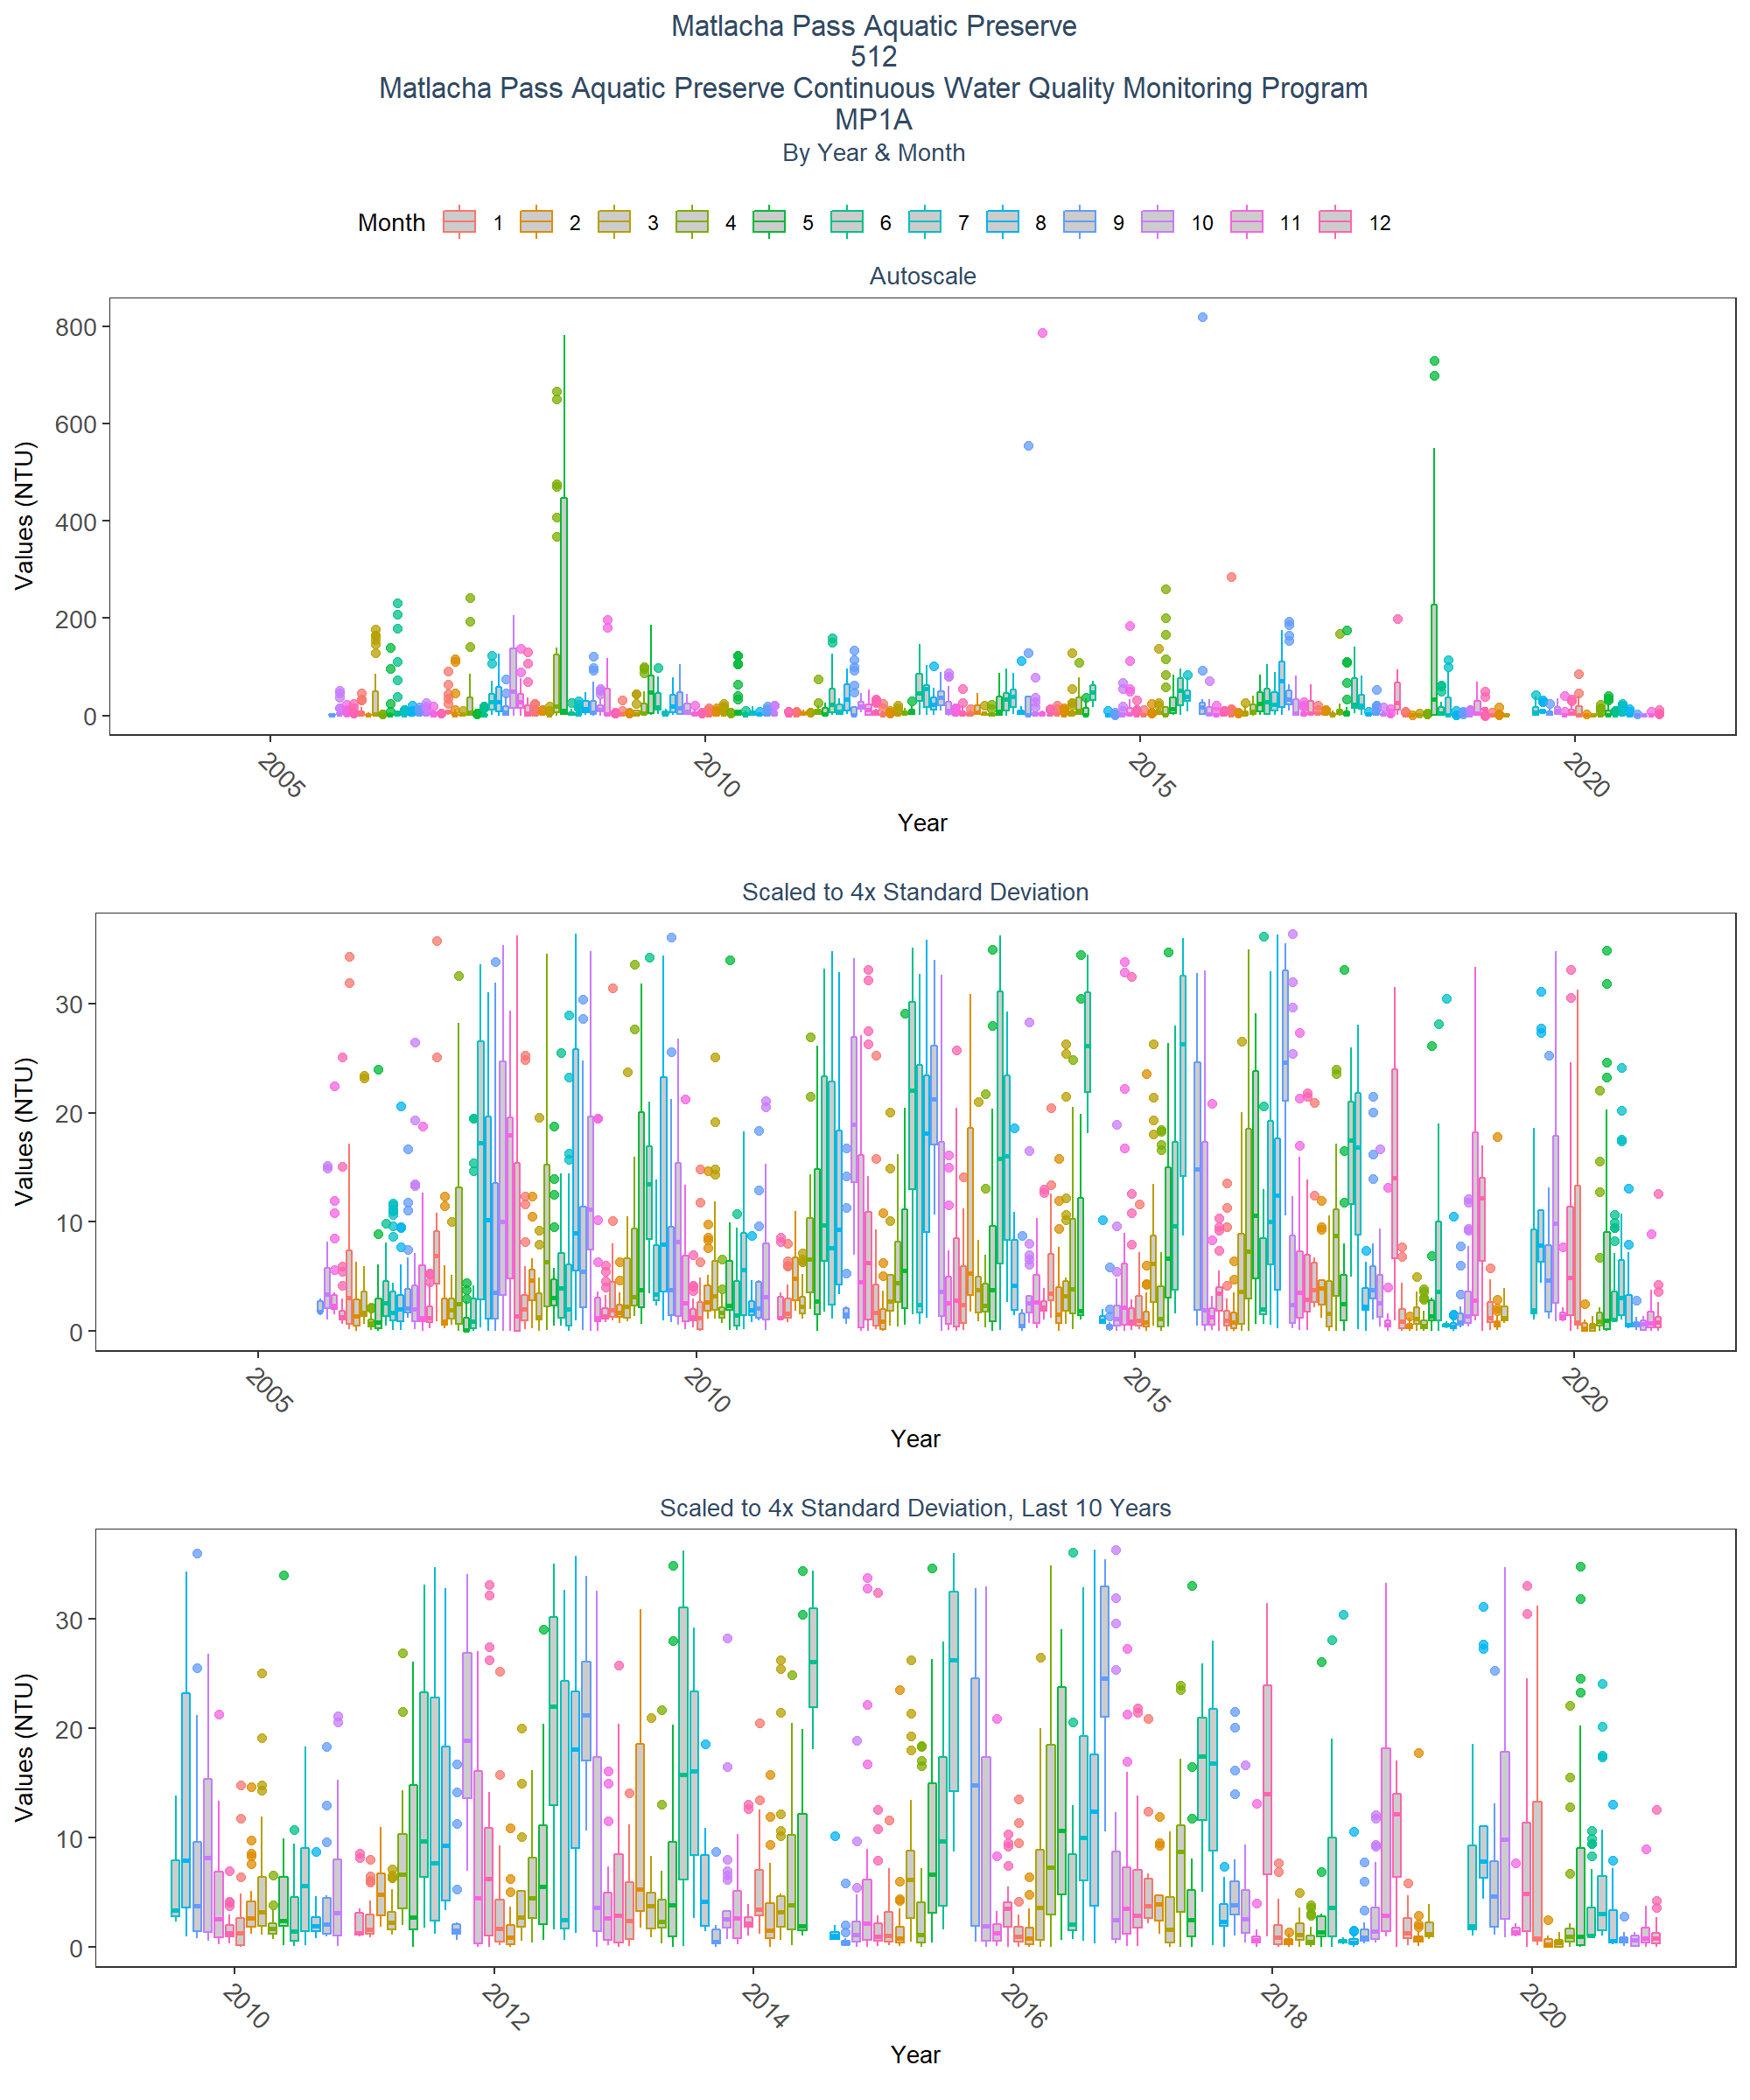 Matlacha Pass Aquatic Preserve
512
Matlacha Pass Aquatic Preserve Continuous Water Quality Monitoring Program
MP1A
By Year & Month
Month 1 2 3 4 5 6 7 8 9 10 11 12
Autoscale
Values (NTU)
800
600
400
200
0
2005 2010 2015 2020
Year
Scaled to 4x Standard Deviation
Values (NTU)
30
20
10
0
2005 2010 2015 2020
Year
Scaled to 4x Standard Deviation, Last 10 Years
Values (NTU)
30
20
10
0
2010 2012 2014 2016 2018 2020
Year